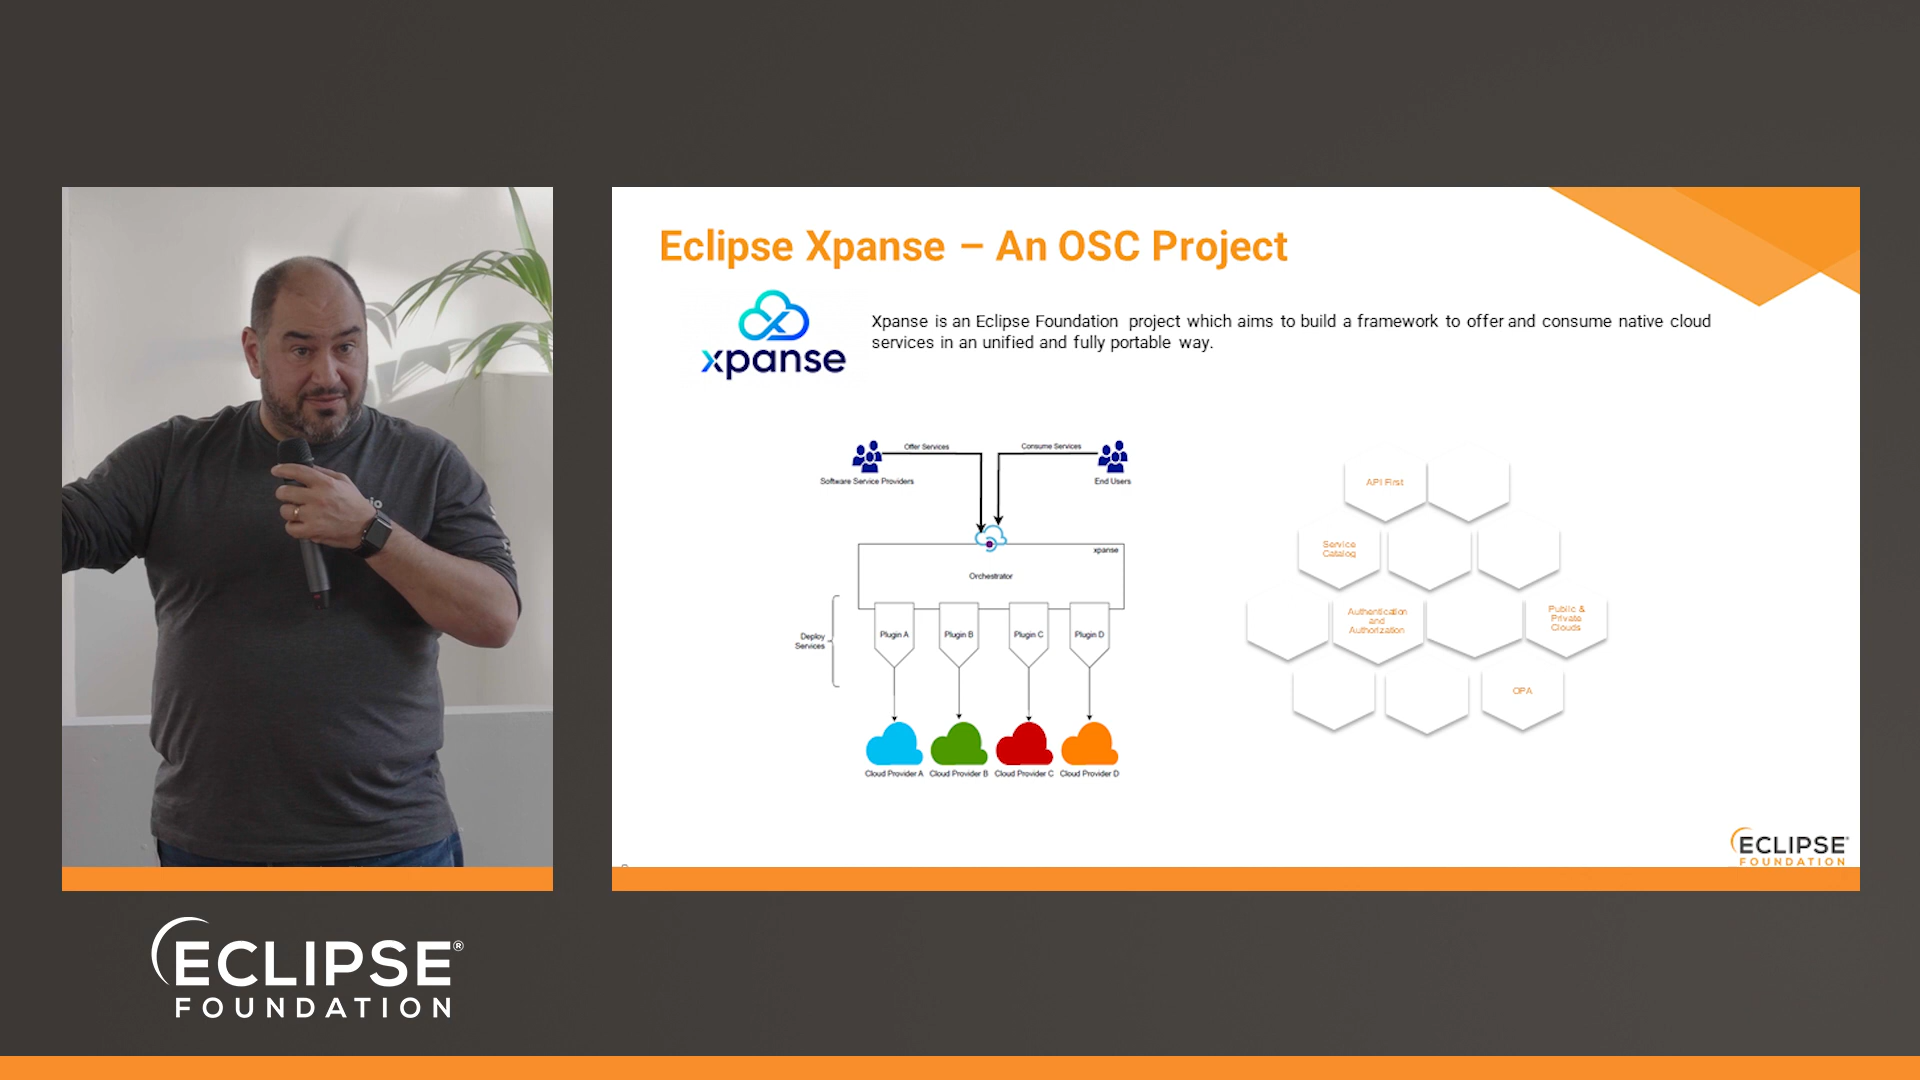 Eclipse Xpanse – An OSC Project
xpanse
Xpanse is an Eclipse Foundation project which aims to build a framework to offer and consume native cloud
services in an unified and fully portable way.
Offer Services
Consume Services
Software Service Providers
End Users
xpanse
Orchestrator
Deploy
Services
Plugin A
Plugin B
Plugin C
Plugin D
Cloud Provider A
Cloud Provider B
Cloud Provider C
Cloud Provider D
API First
Service
Catalog
Authentication
and
Authorization
Public &
Private
Clouds
OPA
ECLIPSE
FOUNDATION
ECLIPSE®
FOUNDATION